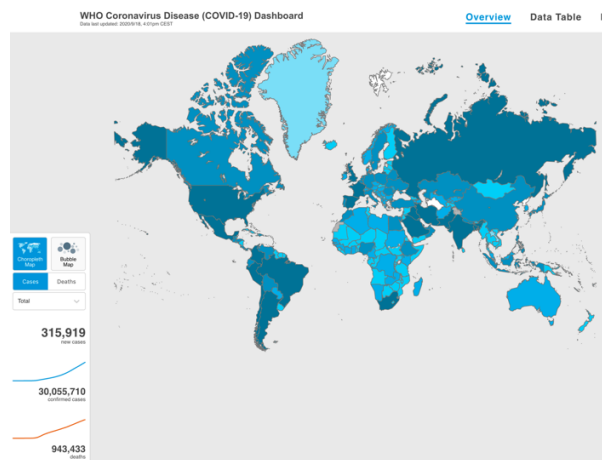 WHO Coronavirus Disease (COVID-19) Dashboard
Data last updated: 2020/9/18, 4:01pm CEST
Overview Data Table
Choropleth Map
Bubble Map
Cases Deaths
Total
315,919
new cases
30,055,710
confirmed cases
943,433
deaths